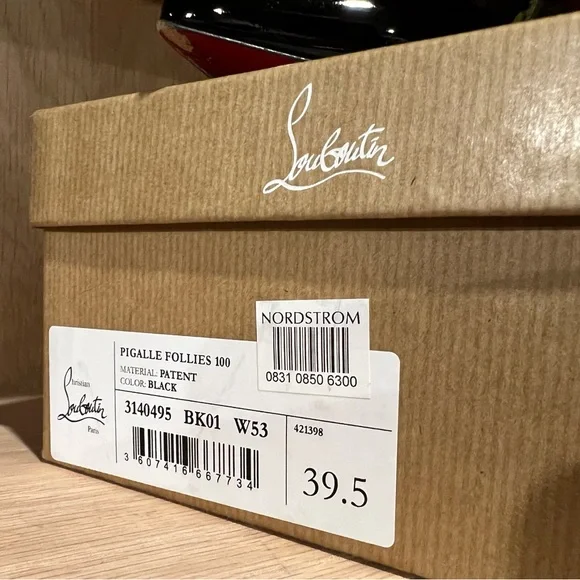 Louboutin
NORDSTROM
0831 0850 6300
Christian
Louboutin
Paris
PIGALLE FOLLIES 100
MATERIAL: PATENT
COLOR: BLACK
3140495 BK01 W53
3 607416 667734
421398
39.5